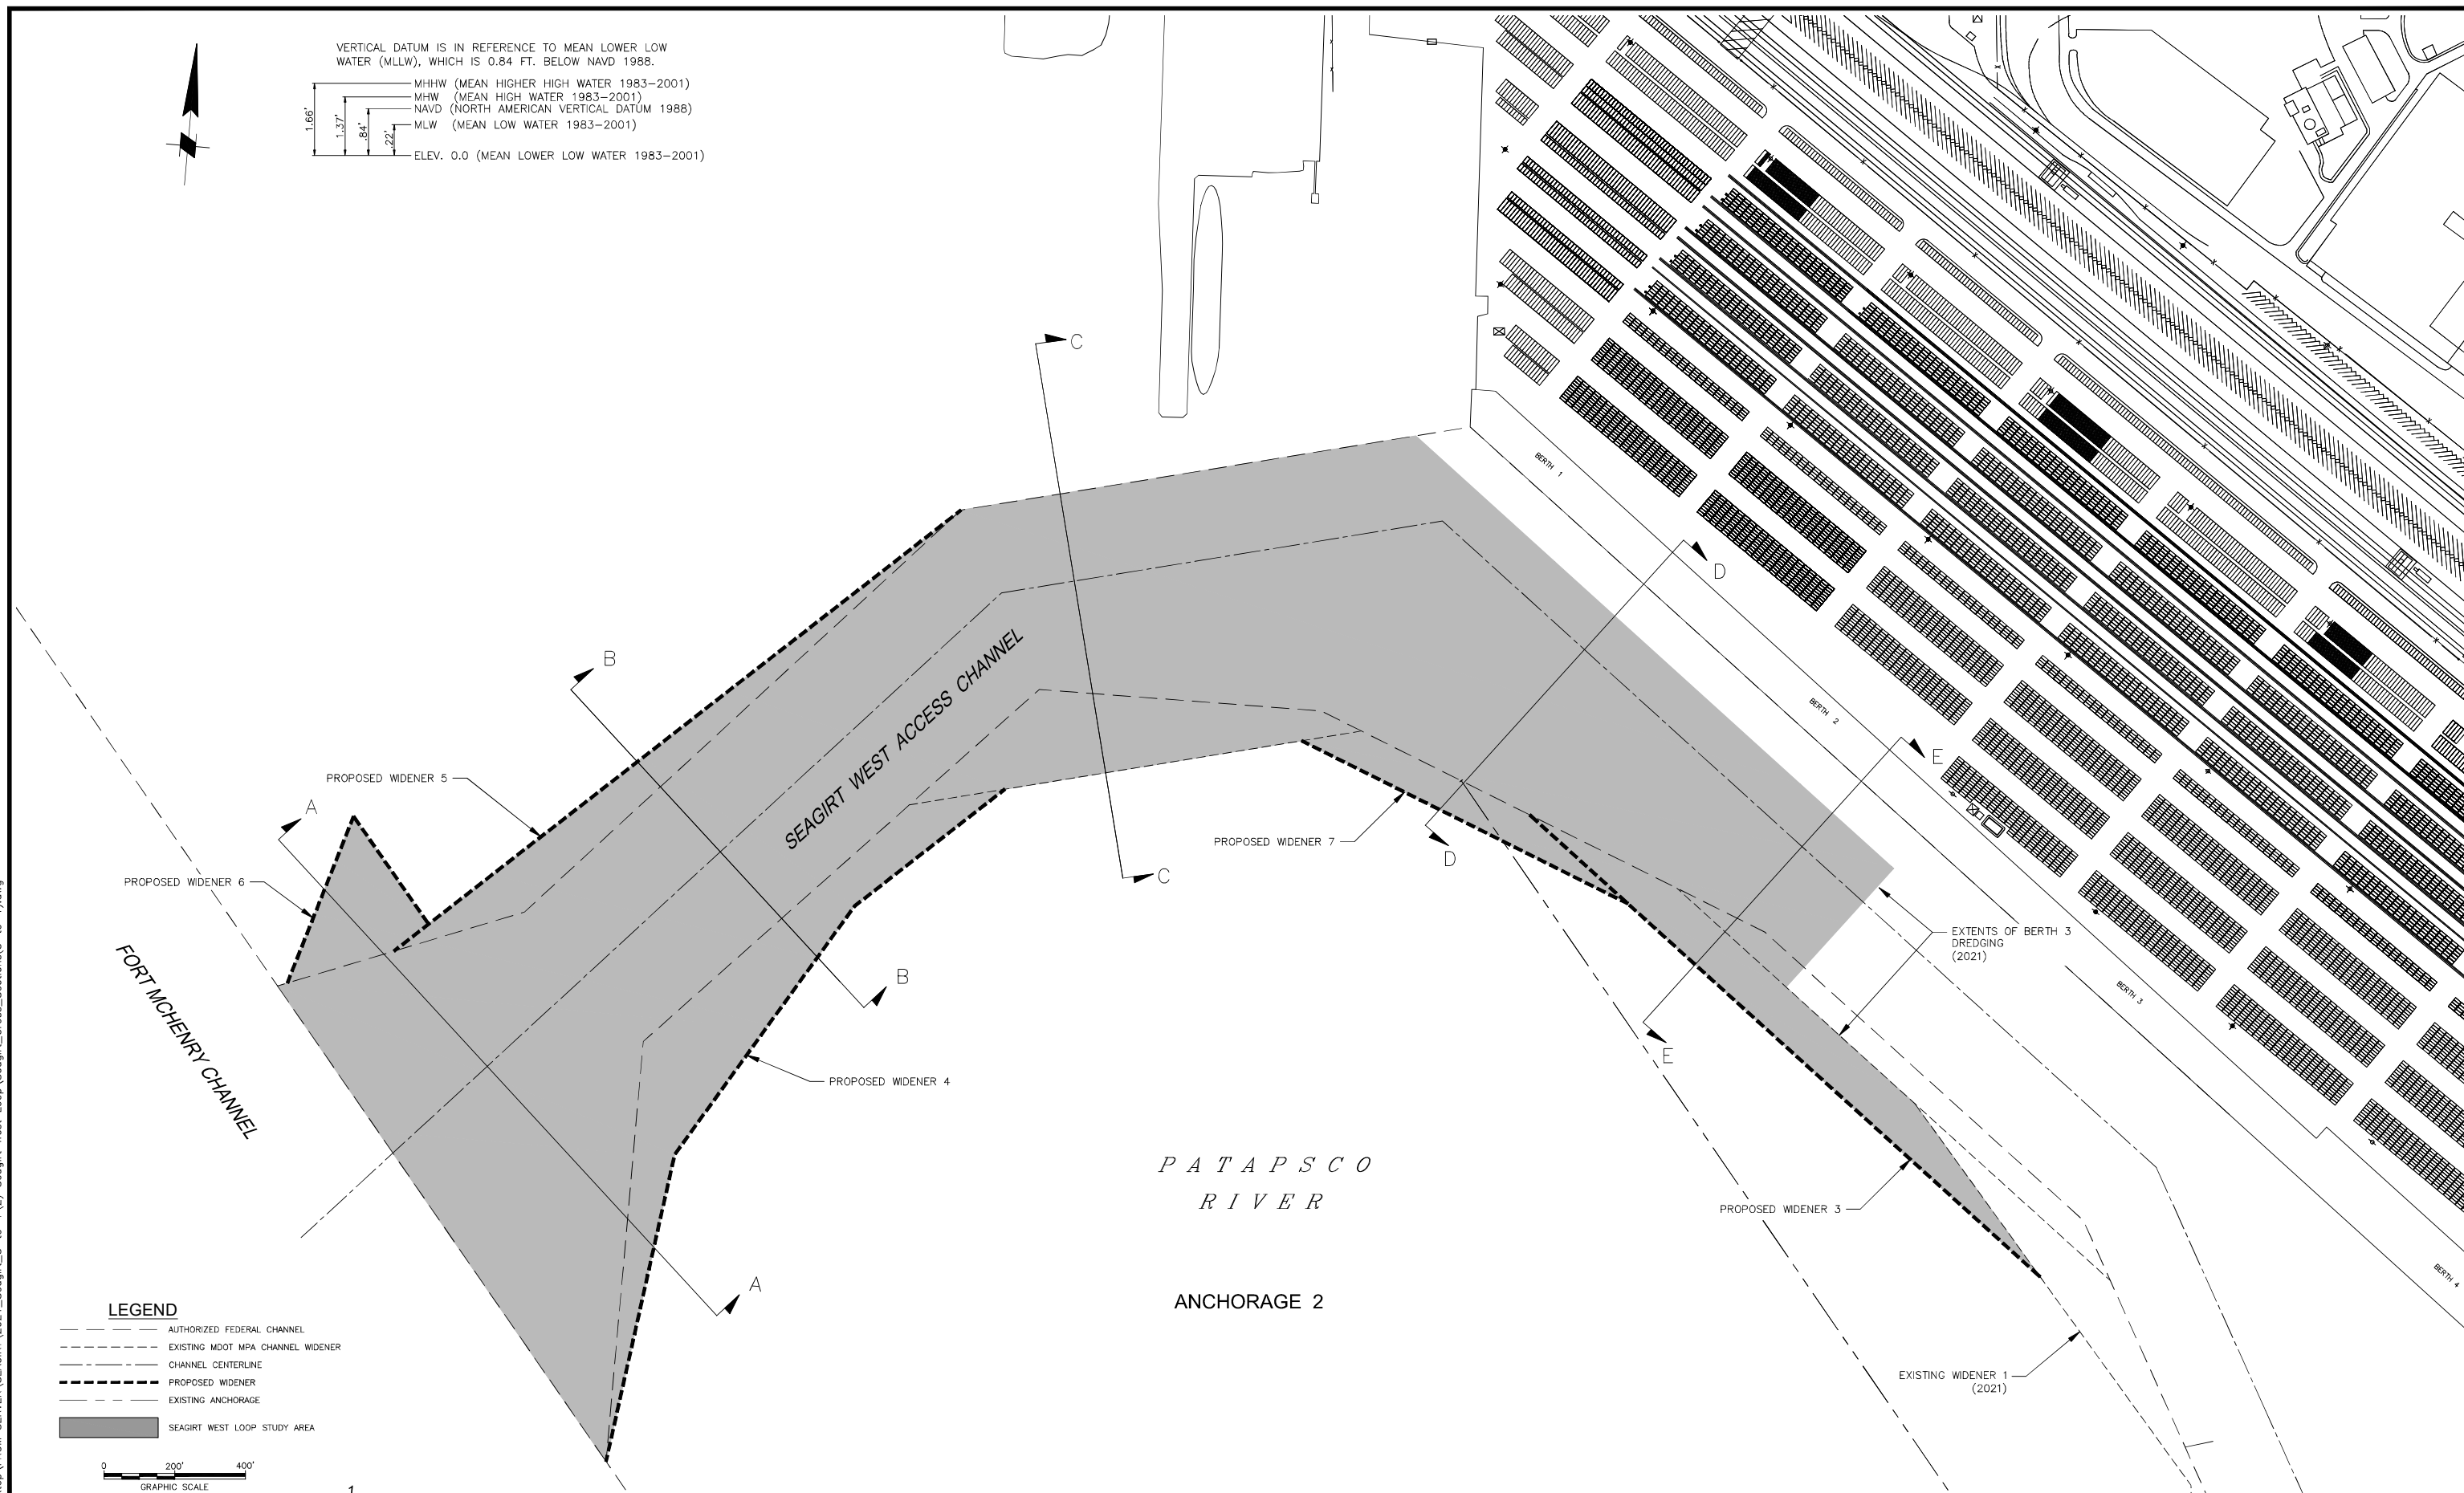 VERTICAL DATUM IS IN REFERENCE TO MEAN LOWER LOW
WATER (MLLW), WHICH IS 0.84 FT. BELOW NAVD 1988.
MHHW (MEAN HIGHER HIGH WATER 1983-2001)
MHW (MEAN HIGH WATER 1983-2001)
NAVD (NORTH AMERICAN VERTICAL DATUM 1988)
MLW (MEAN LOW WATER 1983-2001)
ELEV. 0.0 (MEAN LOWER LOW WATER 1983-2001)
1.66'
1.37'
.84'
.22'
C
BERTH 1
D
B
SEAGIRT WEST ACCESS CHANNEL
BERTH 2
E
PROPOSED WIDENER 5
A
PROPOSED WIDENER 7
D
C
PROPOSED WIDENER 6
EXTENTS OF BERTH 3
DREDGING
(2021)
B
BERTH 3
FORT MCHENRY CHANNEL
E
PROPOSED WIDENER 4
PATAPSCO
RIVER
PROPOSED WIDENER 3
A
BERTH 4
ANCHORAGE 2
EXISTING WIDENER 1
(2021)
LEGEND
AUTHORIZED FEDERAL CHANNEL
EXISTING MDOT MPA CHANNEL WIDENER
CHANNEL CENTERLINE
PROPOSED WIDENER
EXISTING ANCHORAGE
SEAGIRT WEST LOOP STUDY AREA
0 200' 400'
GRAPHIC SCALE